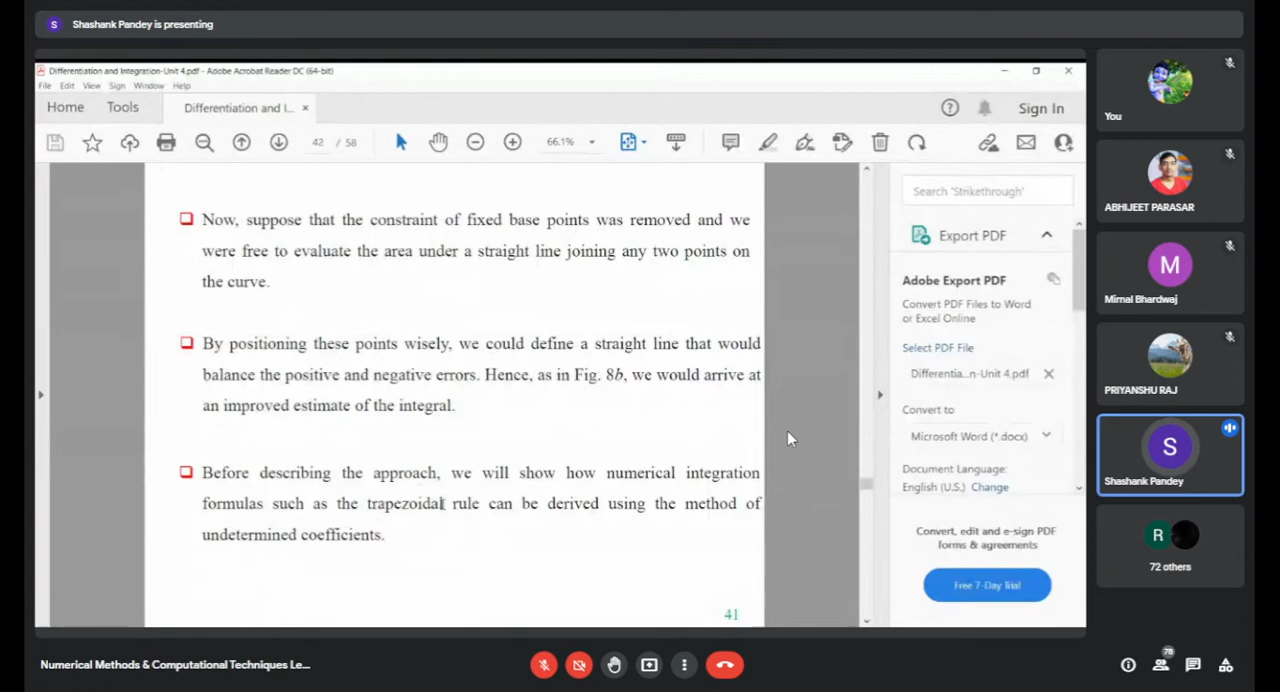 S Shashank Pandey is presenting
Differentiation and Integration-Unit 4.pdf - Adobe Acrobat Reader DC (64-bit)
File Edit View Sign Window Help
Home Tools Differentiation and I... × Sign In
42 / 58 66.1%
Now, suppose that the constraint of fixed base points was removed and we
were free to evaluate the area under a straight line joining any two points on
the curve.
By positioning these points wisely, we could define a straight line that would
balance the positive and negative errors. Hence, as in Fig. 8b, we would arrive at
an improved estimate of the integral.
Before describing the approach, we will show how numerical integration
formulas such as the trapezoidal rule can be derived using the method of
undetermined coefficients.
41
Search 'Strikethrough'
Export PDF
Adobe Export PDF
Convert PDF Files to Word
or Excel Online
Select PDF File
Differentia...n-Unit 4.pdf
Convert to
Microsoft Word (*.docx)
Document Language:
English (U.S.) Change
Convert, edit and e-sign PDF
forms & agreements
Free 7-Day Trial
You
ABHIJEET PARASAR
M
Mirnal Bhardwaj
PRIYANSHU RAJ
S
Shashank Pandey
R
72 others
Numerical Methods & Computational Techniques Le...
78